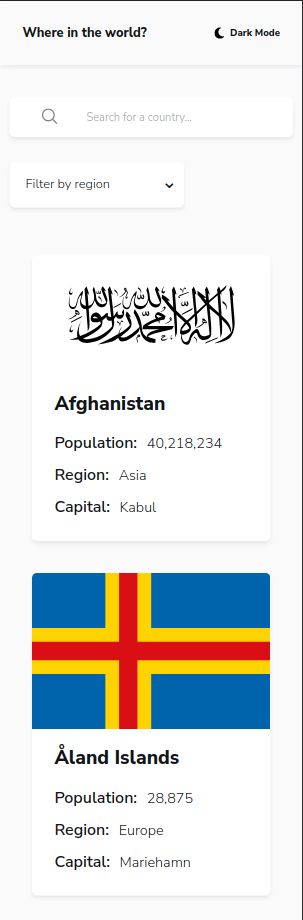 Where in the world?
Dark Mode
Search for a country...
Filter by region
لا إله إلا الله محمد رسول الله
Afghanistan
Population: 40,218,234
Region: Asia
Capital: Kabul
Åland Islands
Population: 28,875
Region: Europe
Capital: Mariehamn